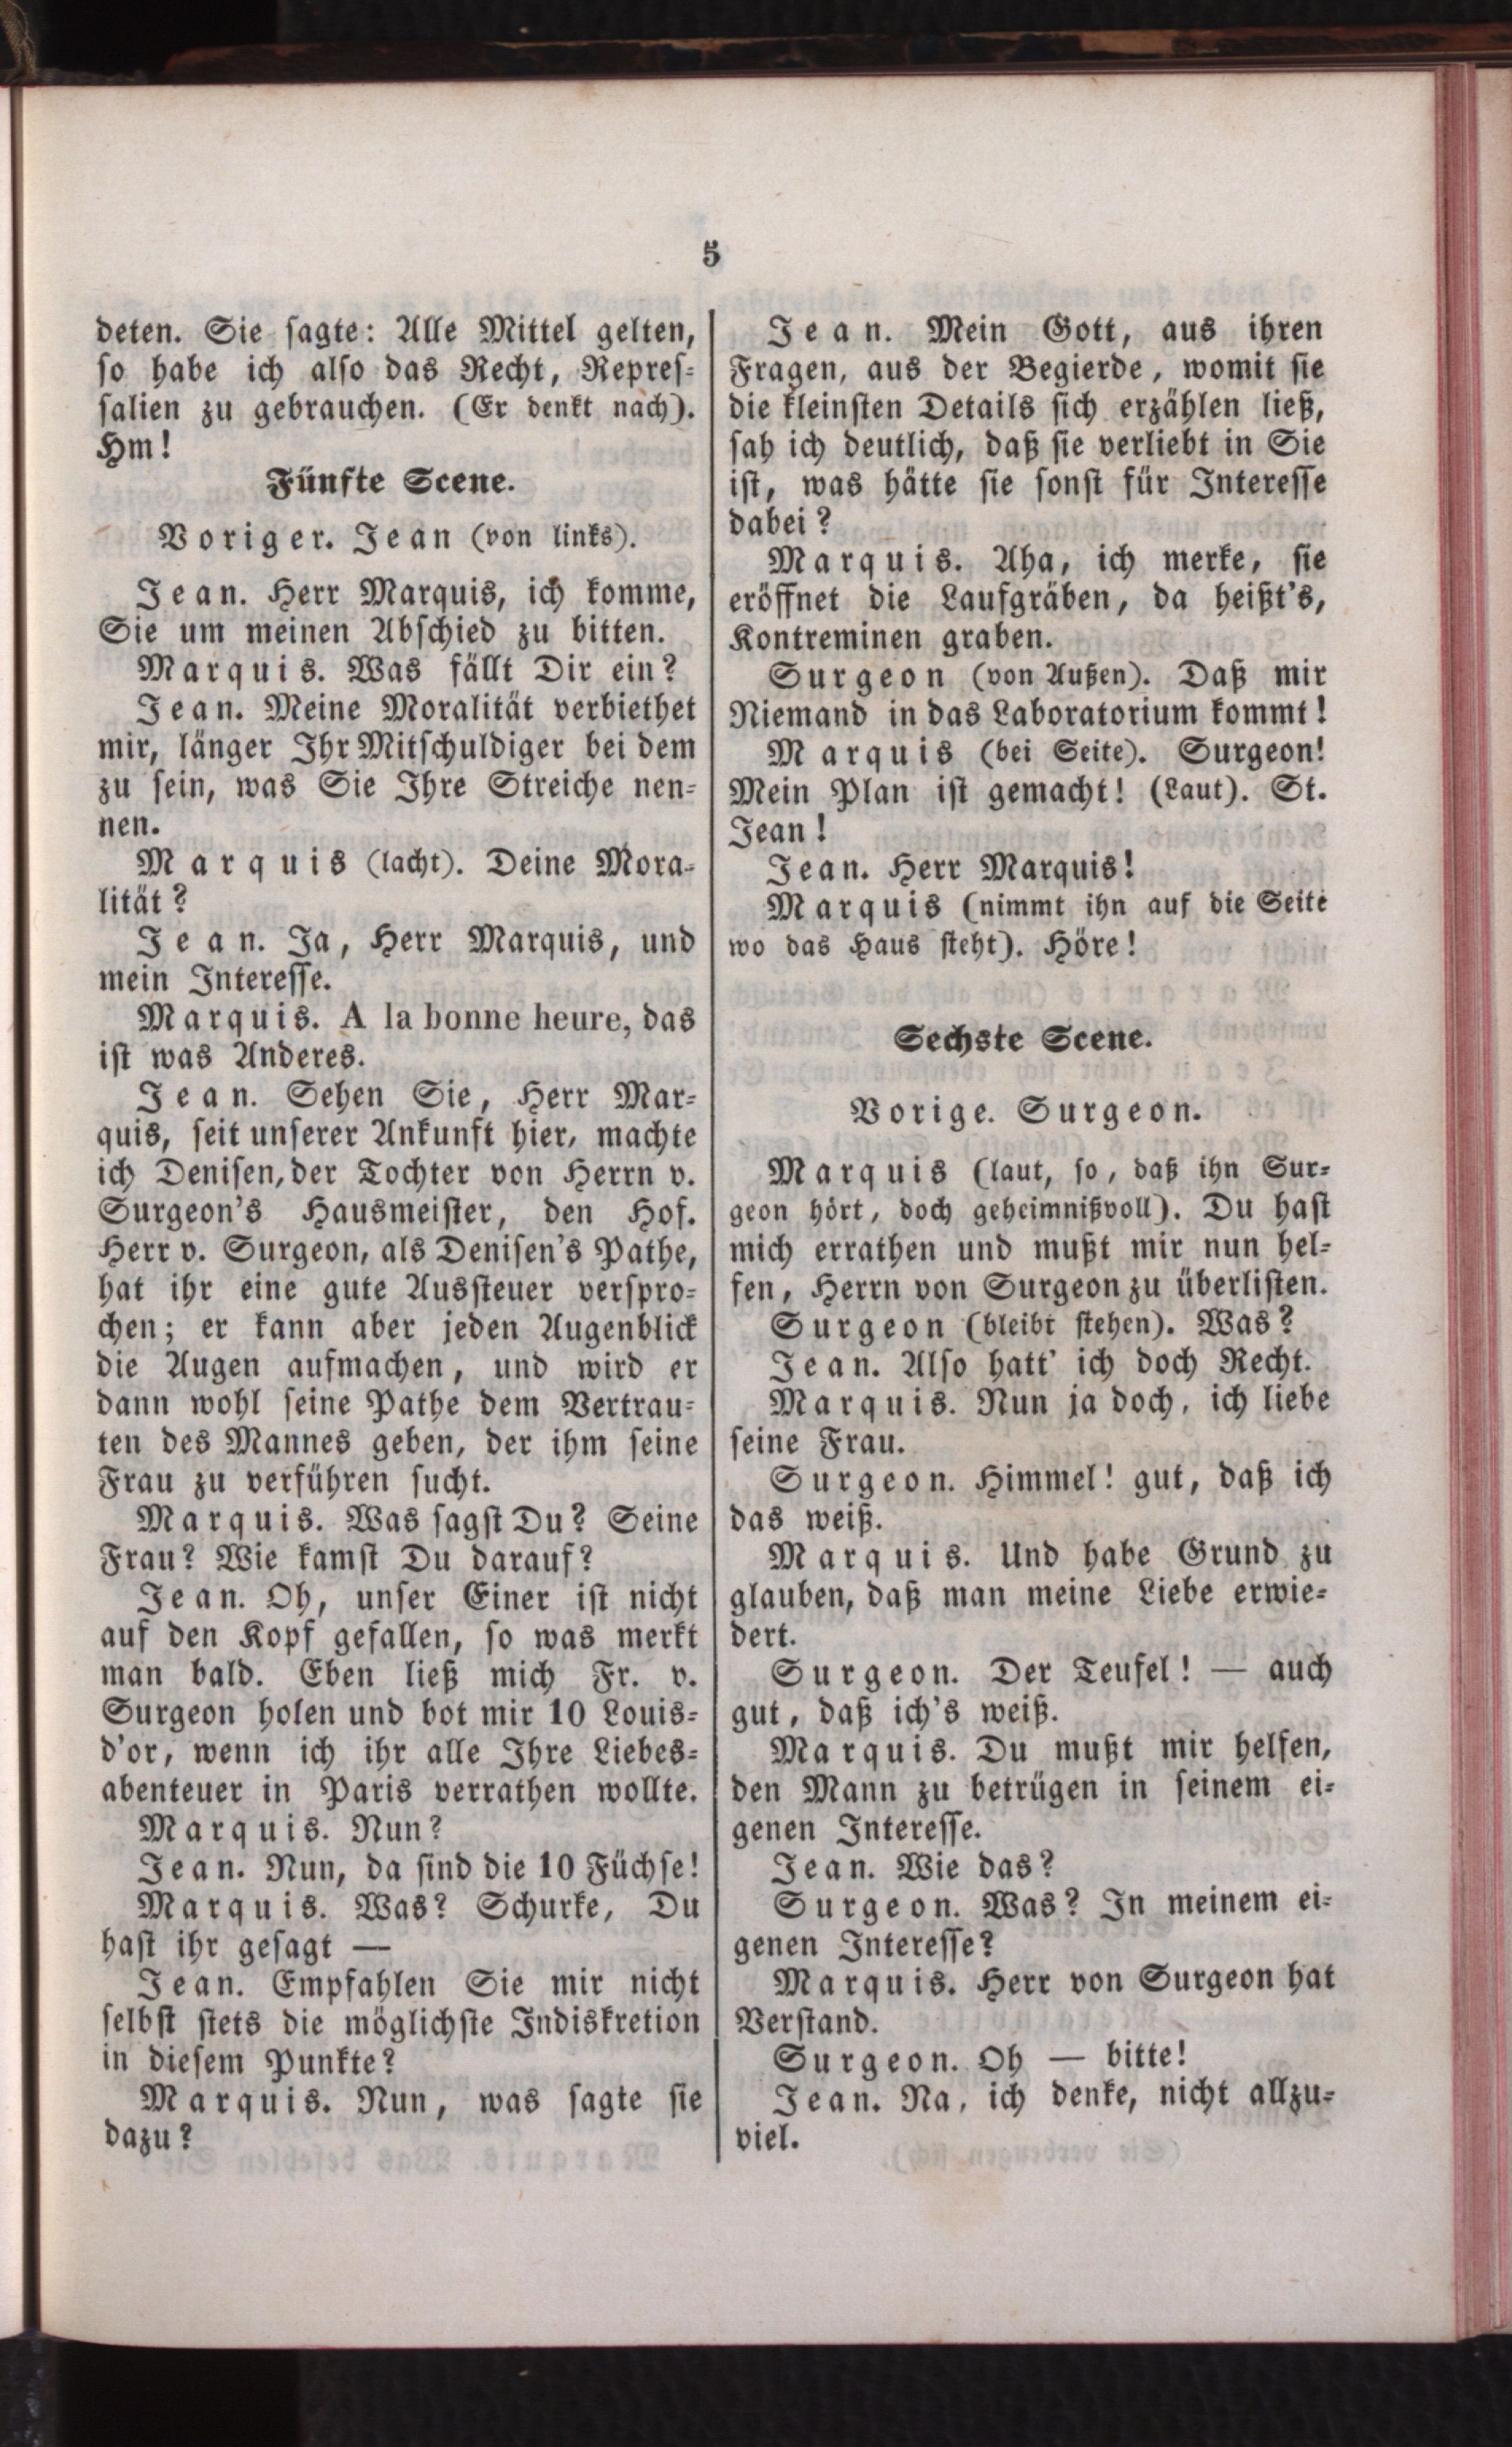 5
deten. Sie sagte: Alle Mittel gelten,
so habe ich also das Recht, Repres-
salien zu gebrauchen. (Er denkt nach).
Hm!
Fünfte Scene.
Voriger. Jean (von links).
Jean. Herr Marquis, ich komme,
Sie um meinen Abschied zu bitten.
Marquis. Was fällt Dir ein?
Jean. Meine Moralität verbiethet
mir, länger Ihr Mitschuldiger bei dem
zu sein, was Sie Ihre Streiche nen-
nen.
Marquis (lacht). Deine Mora-
lität?
Jean. Ja, Herr Marquis, und
mein Interesse.
Marquis. A la bonne heure, das
ist was Anderes.
Jean. Sehen Sie, Herr Mar-
quis, seit unserer Ankunft hier, machte
ich Denisen, der Tochter von Herrn v.
Surgeon's Hausmeister, den Hof.
Herr v. Surgeon, als Denisen's Pathe,
hat ihr eine gute Aussteuer verspro-
chen; er kann aber jeden Augenblick
die Augen aufmachen, und wird er
dann wohl seine Pathe dem Vertrau-
ten des Mannes geben, der ihm seine
Frau zu verführen sucht.
Marquis. Was sagst Du? Seine
Frau? Wie kamst Du darauf?
Jean. Oh, unser Einer ist nicht
auf den Kopf gefallen, so was merkt
man bald. Eben ließ mich Fr. v.
Surgeon holen und bot mir 10 Louis-
d'or, wenn ich ihr alle Ihre Liebes-
abenteuer in Paris verrathen wollte.
Marquis. Nun?
Jean. Nun, da sind die 10 Füchse!
Marquis. Was? Schurke, Du
hast ihr gesagt —
Jean. Empfahlen Sie mir nicht
selbst stets die möglichste Indiskretion
in diesem Punkte?
Marquis. Nun, was sagte sie
dazu?
Jean. Mein Gott, aus ihren
Fragen, aus der Begierde, womit sie
die kleinsten Details sich erzählen ließ,
sah ich deutlich, daß sie verliebt in Sie
ist, was hätte sie sonst für Interesse
dabei?
Marquis. Aha, ich merke, sie
eröffnet die Laufgräben, da heißt's,
Kontreminen graben.
Surgeon (von Außen). Daß mir
Niemand in das Laboratorium kommt!
Marquis (bei Seite). Surgeon!
Mein Plan ist gemacht! (Laut). St.
Jean!
Jean. Herr Marquis!
Marquis (nimmt ihn auf die Seite
wo das Haus steht). Höre!
Sechste Scene.
Vorige. Surgeon.
Marquis (laut, so, daß ihn Sur-
geon hört, doch geheimnißvoll). Du hast
mich errathen und mußt mir nun hel-
fen, Herrn von Surgeon zu überlisten.
Surgeon (bleibt stehen). Was?
Jean. Also hatt' ich doch Recht.
Marquis. Nun ja doch, ich liebe
seine Frau.
Surgeon. Himmel! gut, daß ich
das weiß.
Marquis. Und habe Grund zu
glauben, daß man meine Liebe erwie-
dert.
Surgeon. Der Teufel! — auch
gut, daß ich's weiß.
Marquis. Du mußt mir helfen,
den Mann zu betrügen in seinem ei-
genen Interesse.
Jean. Wie das?
Surgeon. Was? In meinem ei-
genen Interesse?
Marquis. Herr von Surgeon hat
Verstand.
Surgeon. Oh — bitte!
Jean. Na, ich denke, nicht allzu-
viel.